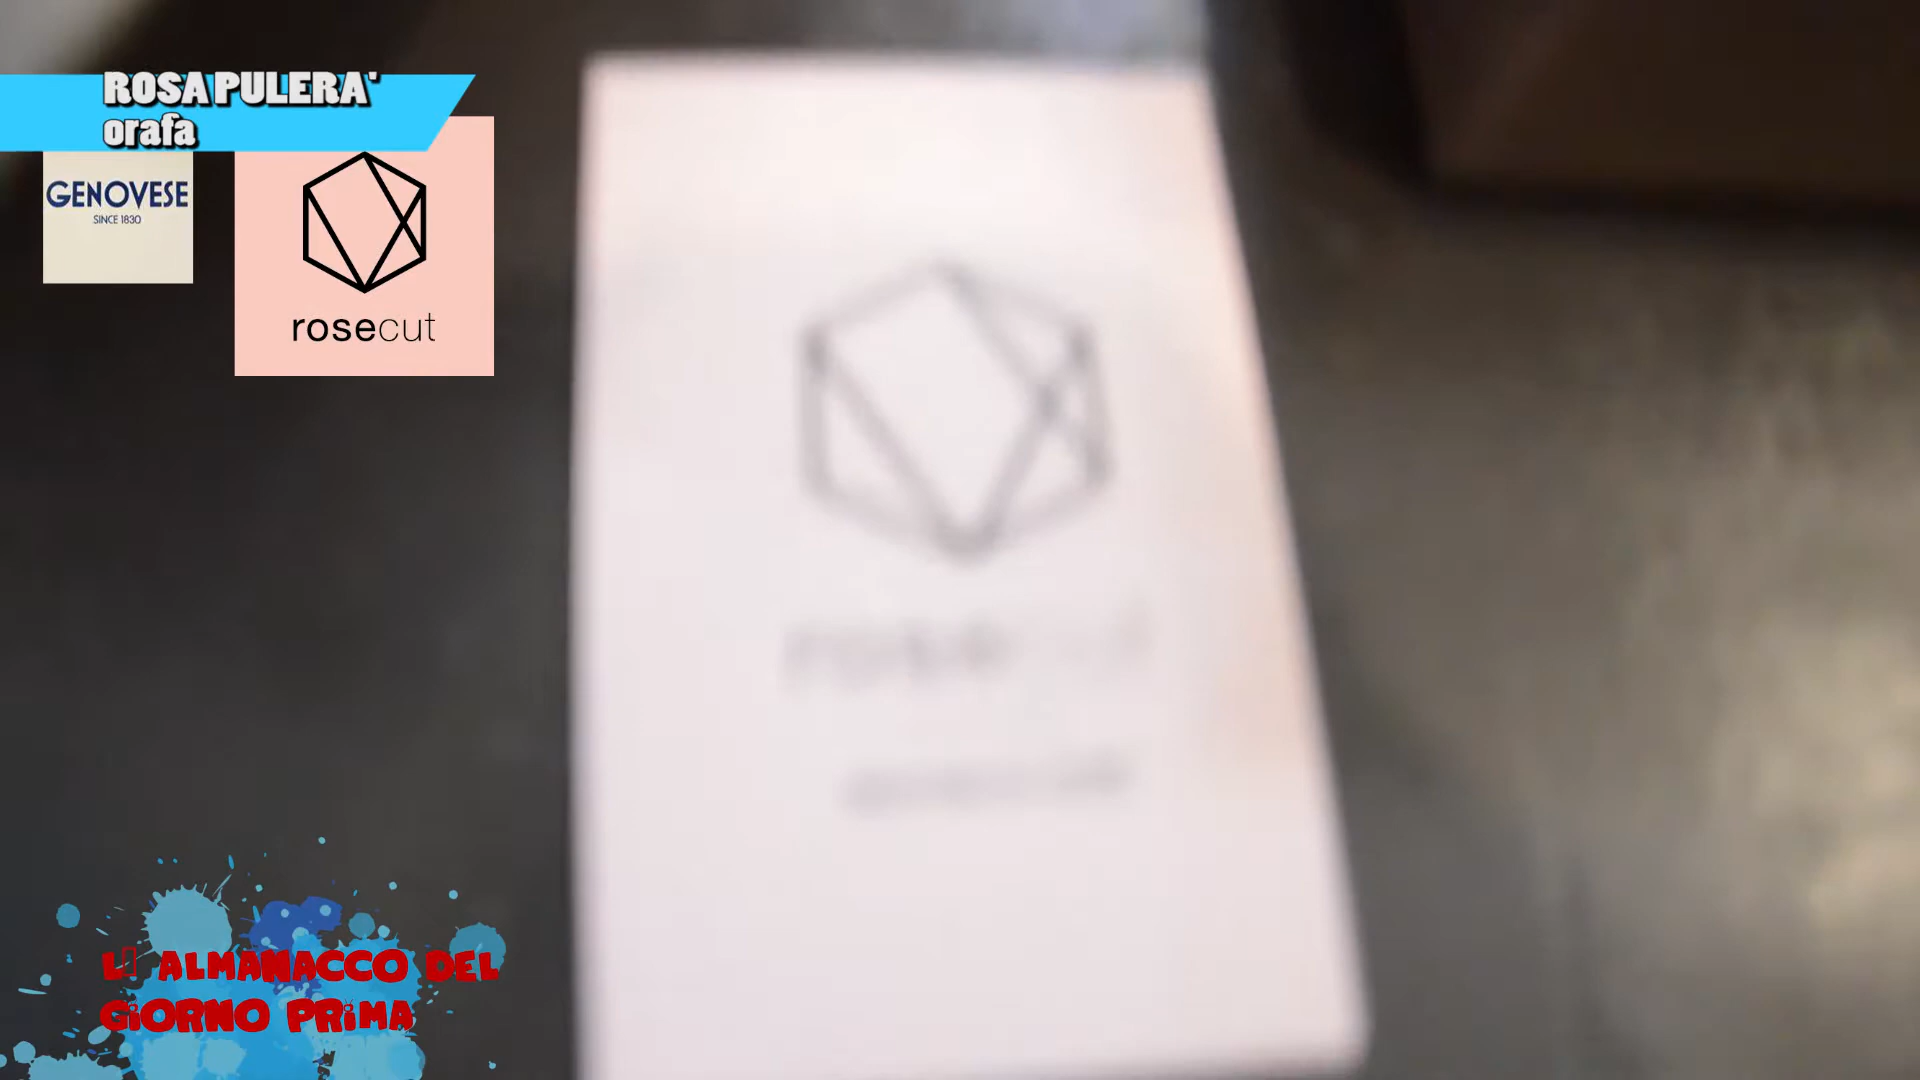 ROSA PULERA'
orafa
GENOVESE
SINCE 1830
rosecut
L' ALMANACCO DEL
GIORNO PRIMA